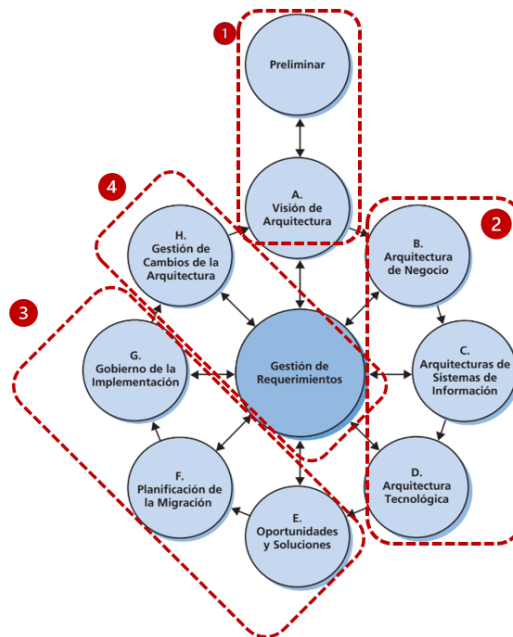 1
Preliminar
A.
Visión de
Arquitectura
4
H.
Gestión de
Cambios de la
Arquitectura
2
B.
Arquitectura
de Negocio
3
G.
Gobierno de la
Implementación
Gestión de
Requerimientos
C.
Arquitecturas de
Sistemas de
Información
F.
Planificación de
la Migración
D.
Arquitectura
Tecnológica
E.
Oportunidades
y Soluciones